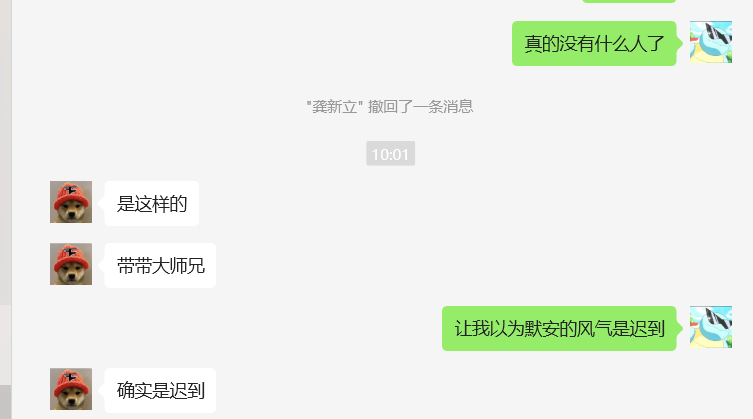 真的没有什么人了
"龚新立" 撤回了一条消息
10:01
是这样的
带带大师兄
让我以为默安的风气是迟到
确实是迟到